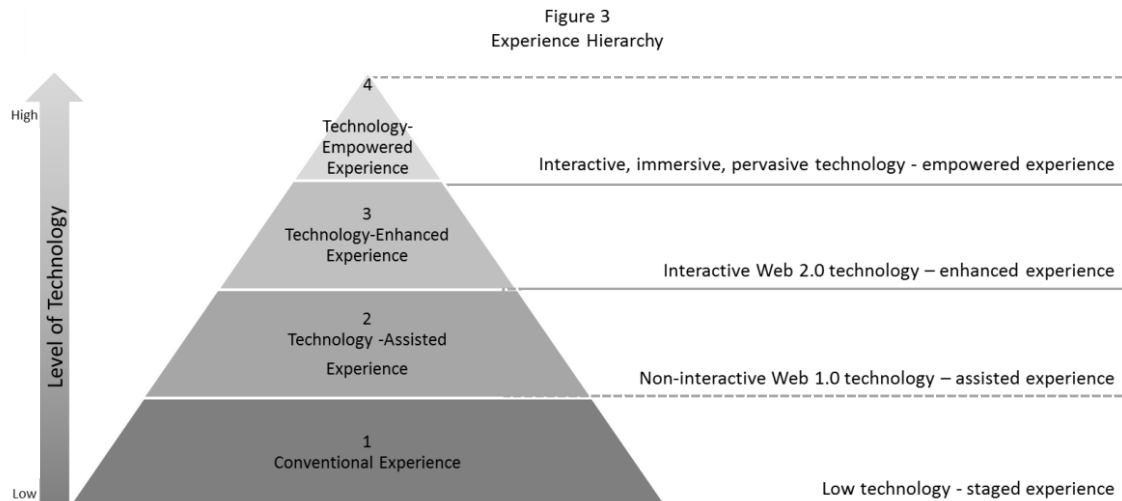 Figure 3
Experience Hierarchy
High
Level of Technology
Low
4
Technology-
Empowered
Experience
Interactive, immersive, pervasive technology - empowered experience
3
Technology-Enhanced
Experience
Interactive Web 2.0 technology – enhanced experience
2
Technology -Assisted
Experience
Non-interactive Web 1.0 technology – assisted experience
1
Conventional Experience
Low technology - staged experience